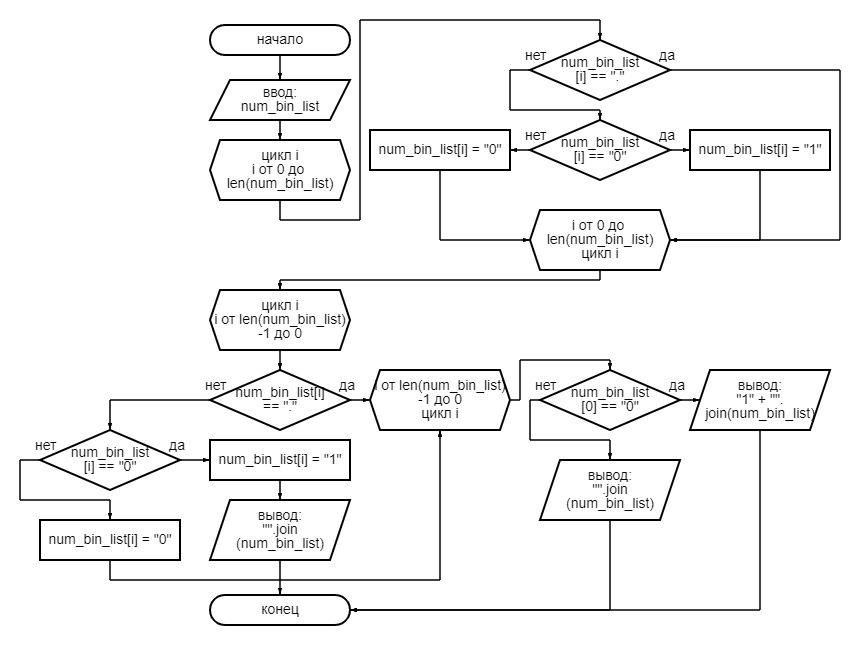 начало
ввод:
num_bin_list
цикл i
i от 0 до
len(num_bin_list)
нет
да
num_bin_list
[i] == "."
нет
да
num_bin_list
[i] == "0"
num_bin_list[i] = "0"
num_bin_list[i] = "1"
i от 0 до
len(num_bin_list)
цикл i
цикл i
i от len(num_bin_list)
-1 до 0
нет
да
num_bin_list[i]
== "."
i от len(num_bin_list)
-1 до 0
цикл i
нет
да
num_bin_list
[0] == "0"
вывод:
"1" + "".
join(num_bin_list)
нет
да
num_bin_list
[i] == "0"
num_bin_list[i] = "1"
вывод:
"".join
(num_bin_list)
вывод:
"".join
(num_bin_list)
num_bin_list[i] = "0"
конец